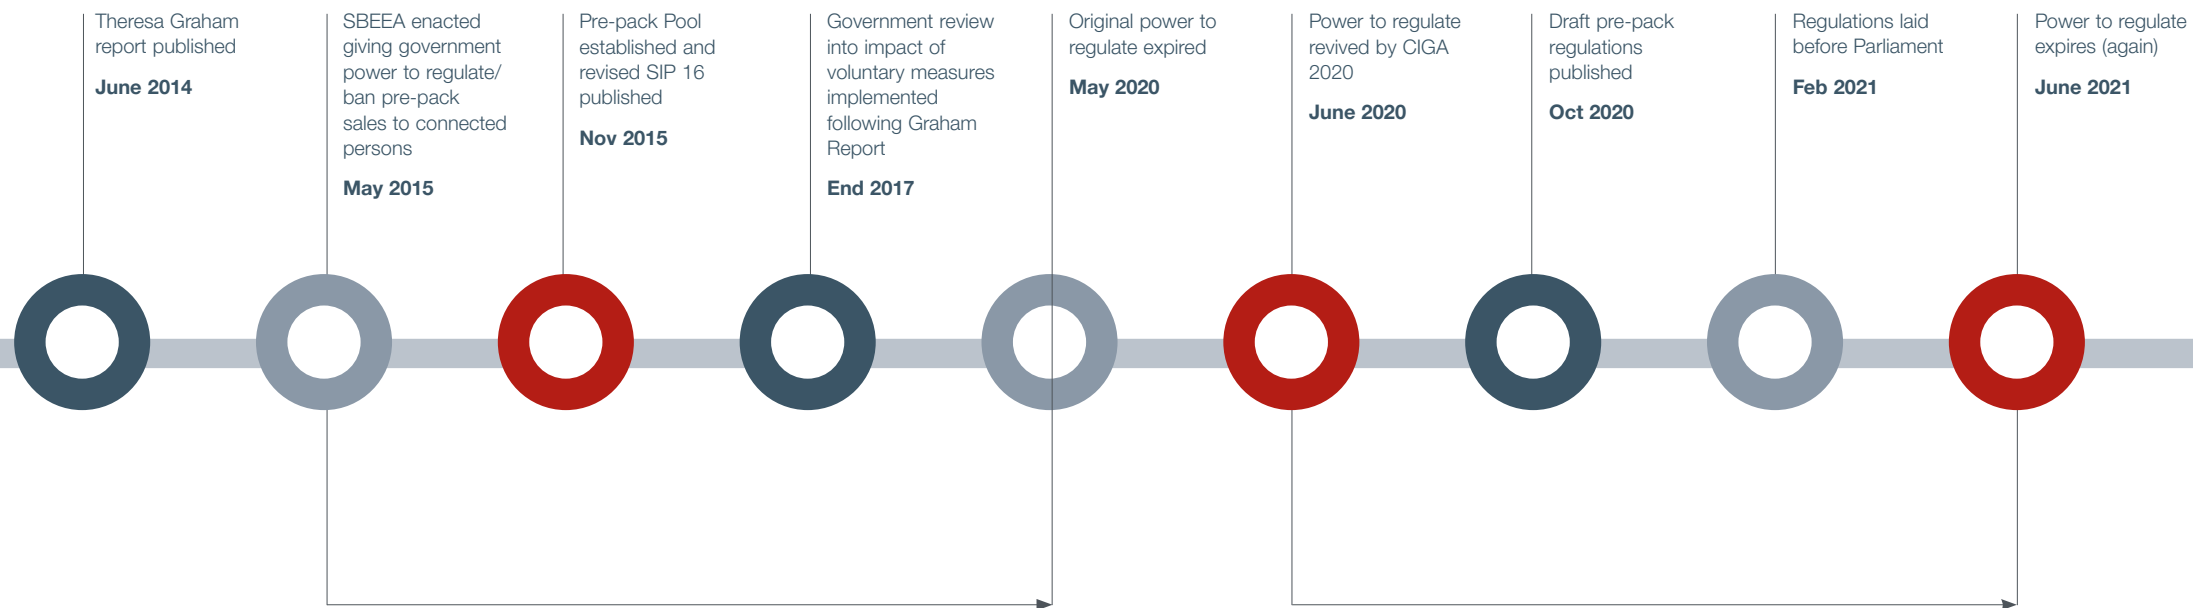 Theresa Graham
report published
June 2014
SBEEA enacted
giving government
power to regulate/
ban pre-pack
sales to connected
persons
May 2015
Pre-pack Pool
established and
revised SIP 16
published
Nov 2015
Government review
into impact of
voluntary measures
implemented
following Graham
Report
End 2017
Original power to
regulate expired
May 2020
Power to regulate
revived by CIGA
2020
June 2020
Draft pre-pack
regulations
published
Oct 2020
Regulations laid
before Parliament
Feb 2021
Power to regulate
expires (again)
June 2021